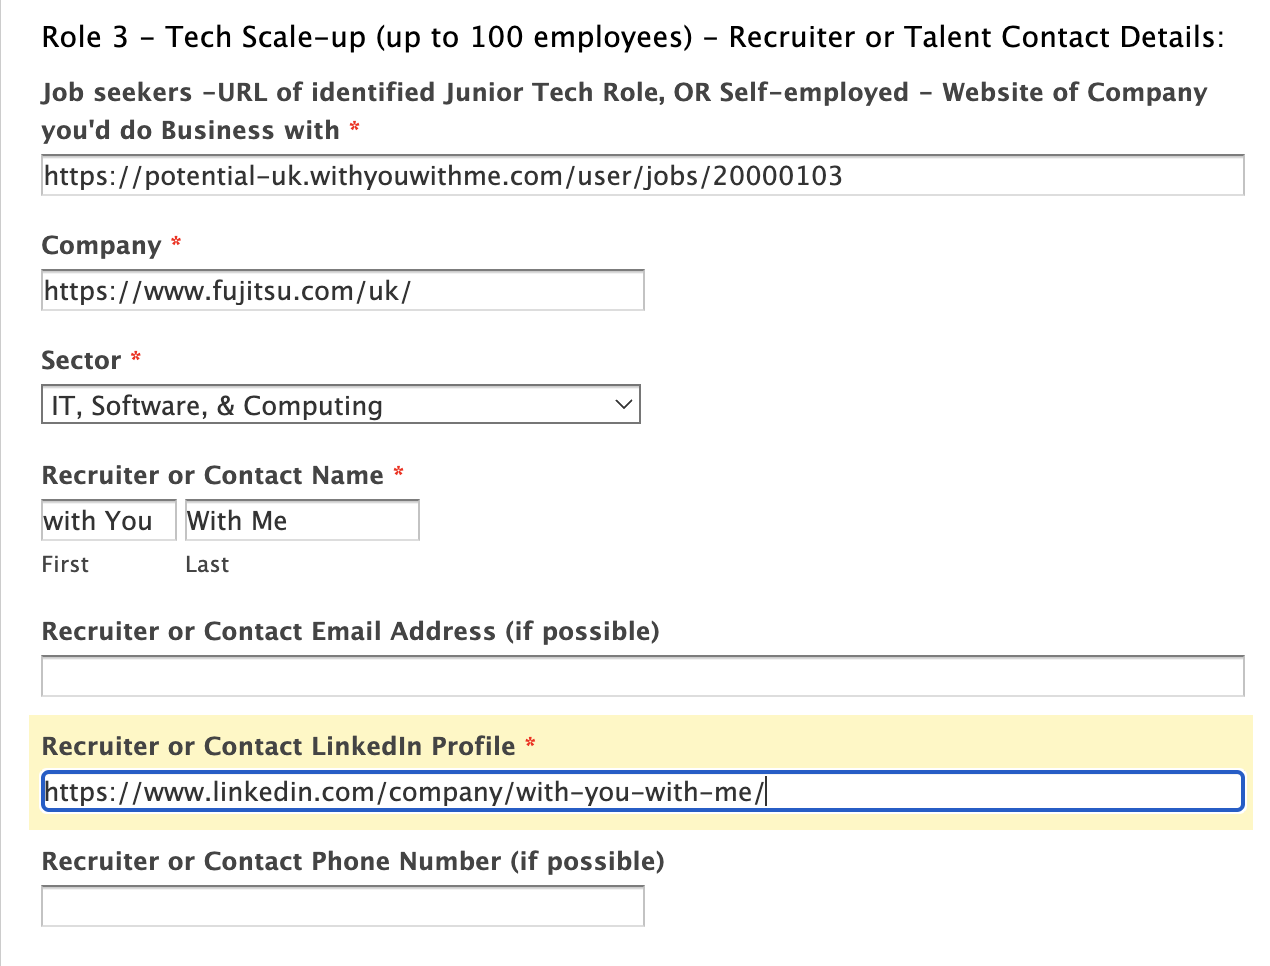 Role 3 – Tech Scale-up (up to 100 employees) – Recruiter or Talent Contact Details:
Job seekers –URL of identified Junior Tech Role, OR Self-employed – Website of Company
you'd do Business with *
https://potential-uk.withyouwithme.com/user/jobs/20000103
Company *
https://www.fujitsu.com/uk/
Sector *
IT, Software, & Computing
Recruiter or Contact Name *
with You With Me
First Last
Recruiter or Contact Email Address (if possible)
Recruiter or Contact LinkedIn Profile *
https://www.linkedin.com/company/with-you-with-me/
Recruiter or Contact Phone Number (if possible)